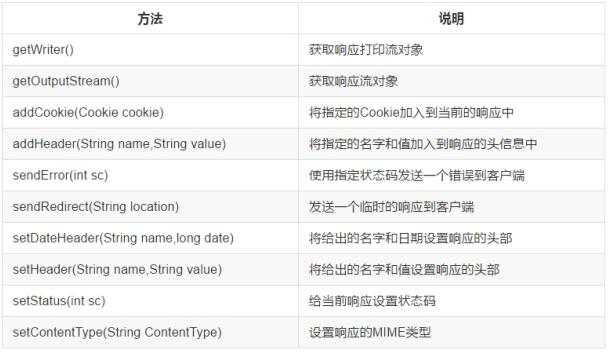 方法 说明
getWriter() 获取响应打印流对象
getOutputStream() 获取响应流对象
addCookie(Cookie cookie) 将指定的Cookie加入到当前的响应中
addHeader(String name,String value) 将指定的名字和值加入到响应的头信息中
sendError(int sc) 使用指定状态码发送一个错误到客户端
sendRedirect(String location) 发送一个临时的响应到客户端
setDateHeader(String name,long date) 将给出的名字和日期设置响应的头部
setHeader(String name,String value) 将给出的名字和值设置响应的头部
setStatus(int sc) 给当前响应设置状态码
setContentType(String ContentType) 设置响应的MIME类型